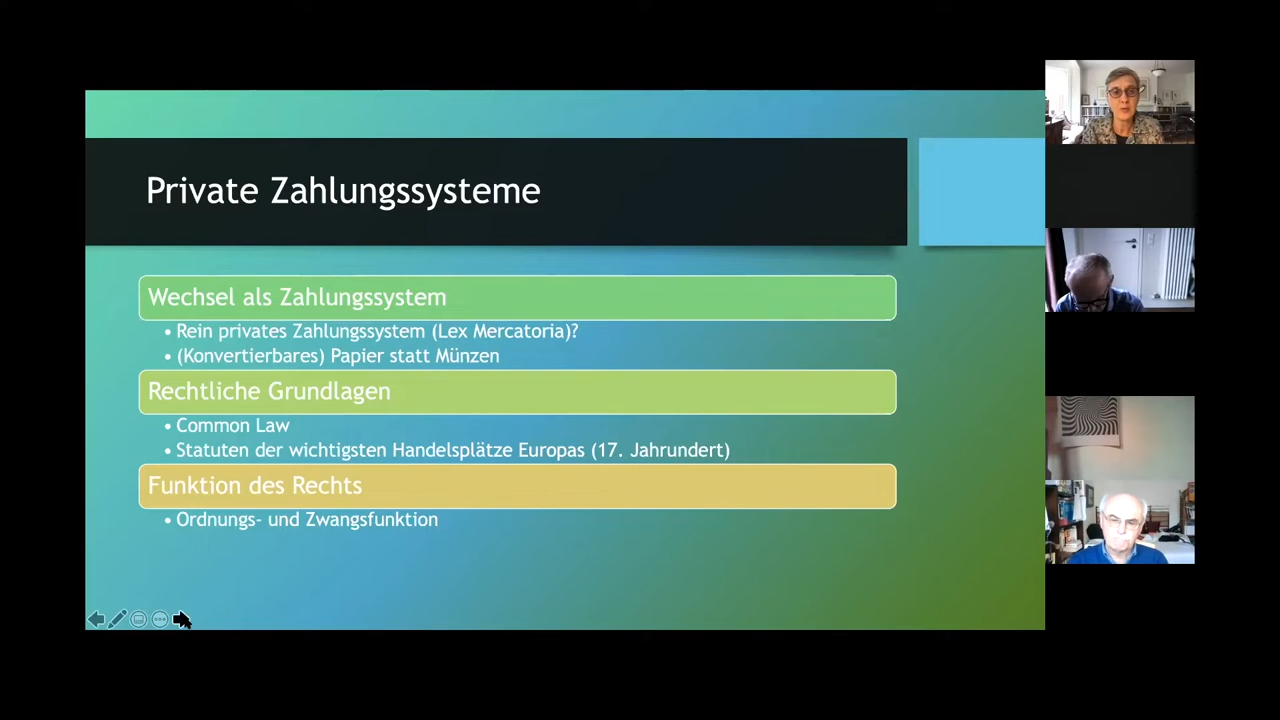 Private Zahlungssysteme
Wechsel als Zahlungssystem
• Rein privates Zahlungssystem (Lex Mercatoria)?
• (Konvertierbares) Papier statt Münzen
Rechtliche Grundlagen
• Common Law
• Statuten der wichtigsten Handelsplätze Europas (17. Jahrhundert)
Funktion des Rechts
• Ordnungs- und Zwangsfunktion